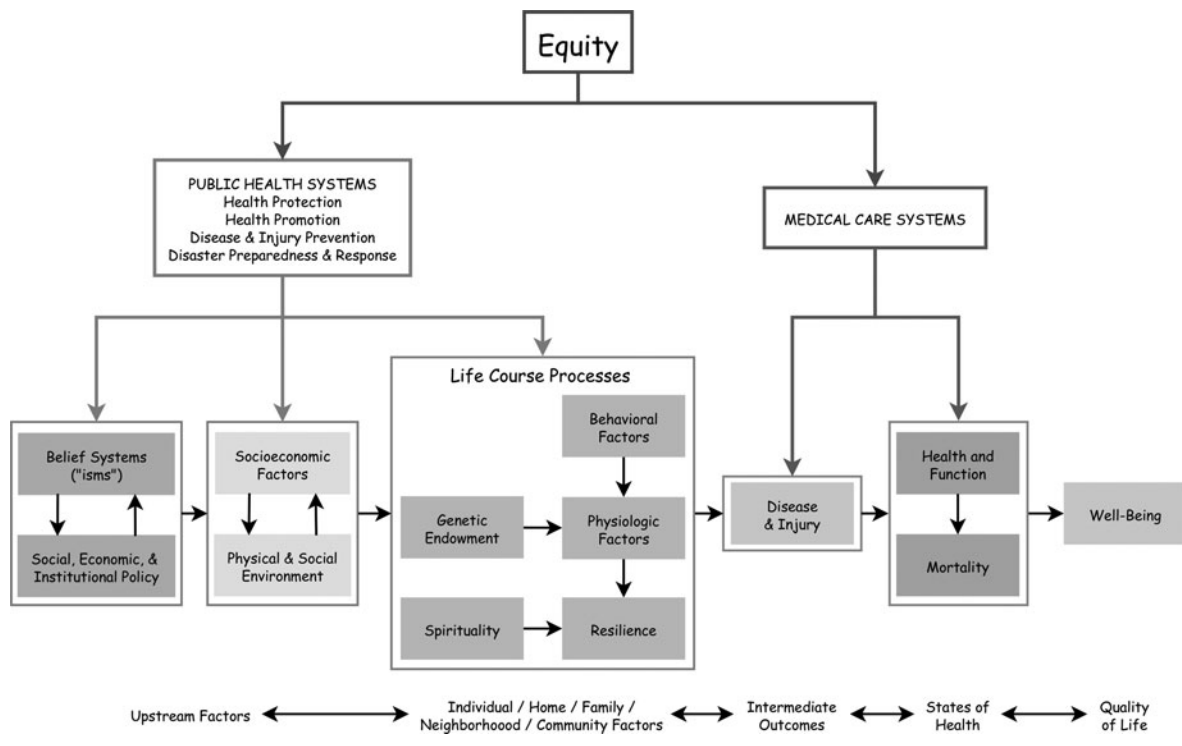 Equity
PUBLIC HEALTH SYSTEMS
Health Protection
Health Promotion
Disease & Injury Prevention
Disaster Preparedness & Response
MEDICAL CARE SYSTEMS
Belief Systems
("isms")
Social, Economic, &
Institutional Policy
Socioeconomic
Factors
Physical & Social
Environment
Life Course Processes
Behavioral
Factors
Genetic
Endowment
Physiologic
Factors
Spirituality
Resilience
Disease
& Injury
Health and
Function
Mortality
Well-Being
Upstream Factors
Individual / Home / Family /
Neighborhoood / Community Factors
Intermediate
Outcomes
States of
Health
Quality
of Life